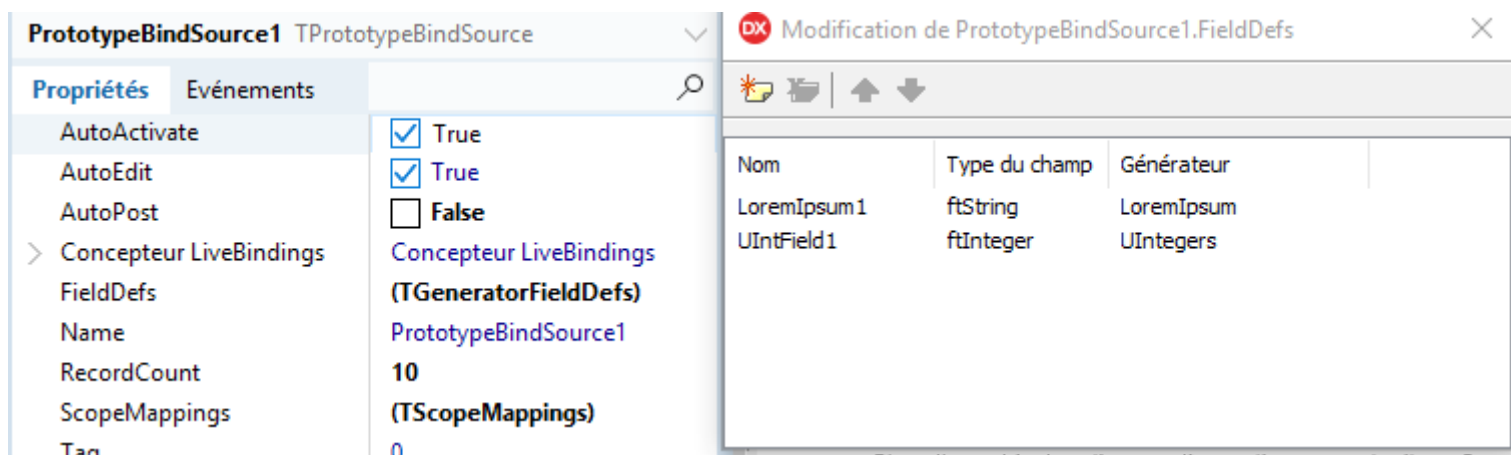 PrototypeBindSource1 TPrototypeBindSource
Propriétés Evénements
AutoActivate True
AutoEdit True
AutoPost False
Concepteur LiveBindings Concepteur LiveBindings
FieldDefs (TGeneratorFieldDefs)
Name PrototypeBindSource1
RecordCount 10
ScopeMappings (TScopeMappings)
Tag 0
DX Modification de PrototypeBindSource1.FieldDefs
Nom Type du champ Générateur
LoremIpsum1 ftString LoremIpsum
UIntField1 ftInteger UIntegers